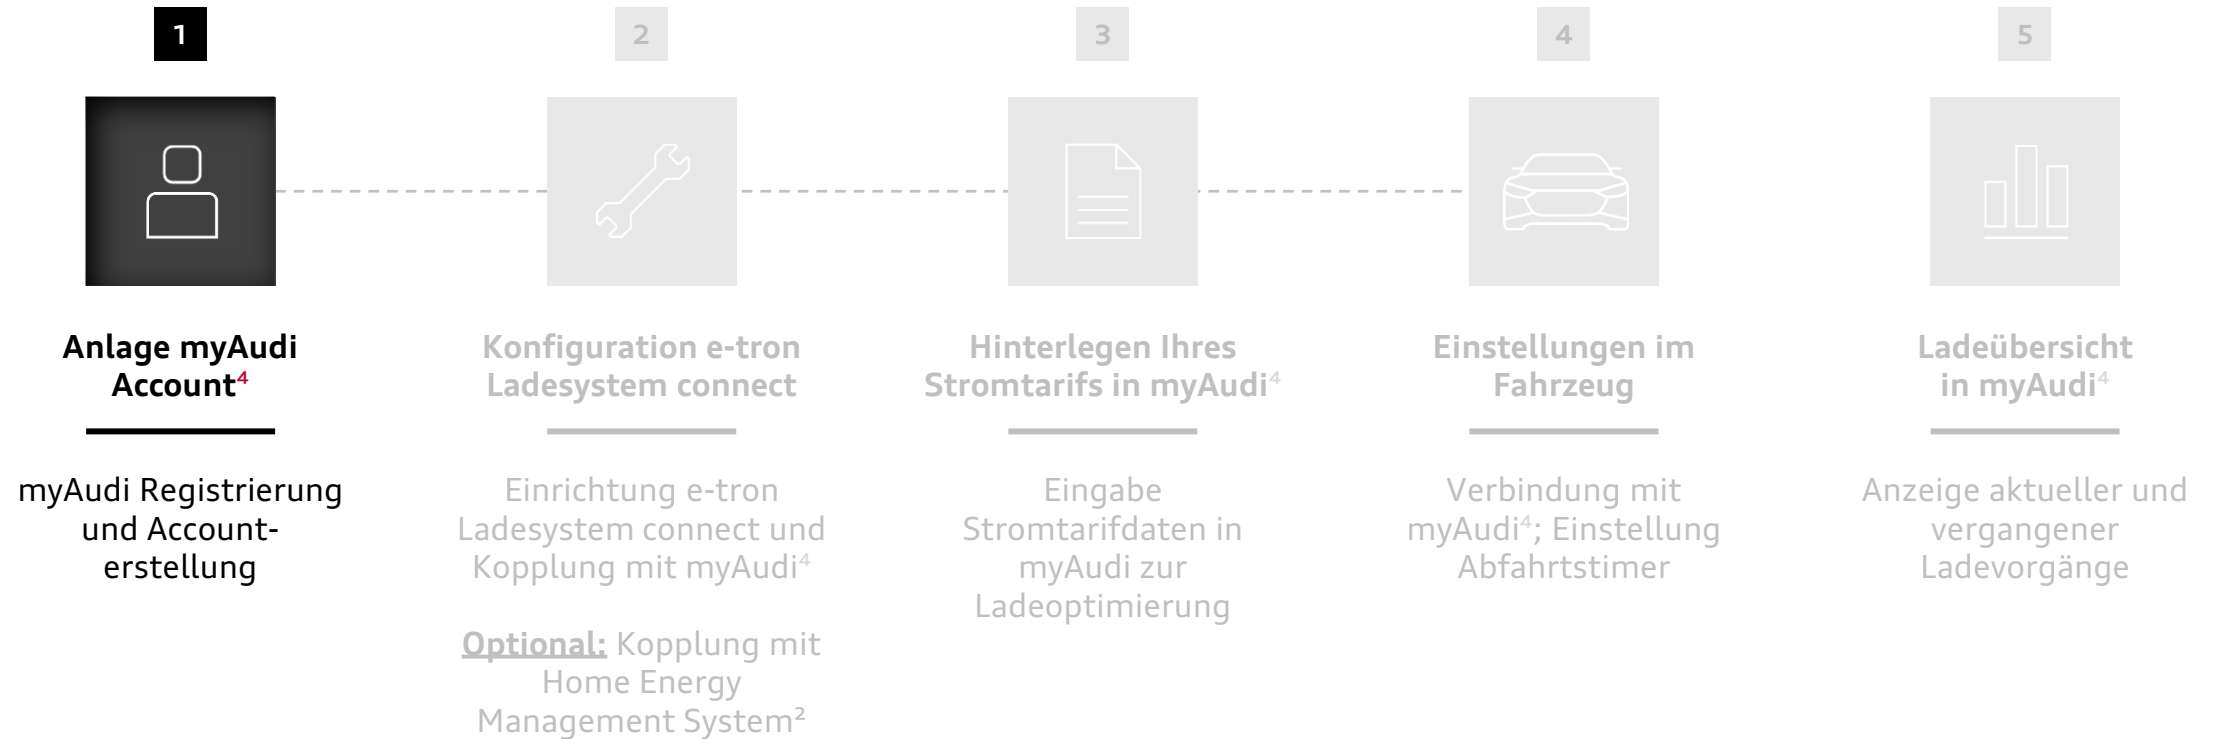 1
Anlage myAudi
Account⁴
myAudi Registrierung
und Account-
erstellung
2
Konfiguration e-tron
Ladesystem connect
Einrichtung e-tron
Ladesystem connect und
Kopplung mit myAudi⁴
Optional: Kopplung mit
Home Energy
Management System²
3
Hinterlegen Ihres
Stromtarifs in myAudi⁴
Eingabe
Stromtarifdaten in
myAudi zur
Ladeoptimierung
4
Einstellungen im
Fahrzeug
Verbindung mit
myAudi⁴; Einstellung
Abfahrtstimer
5
Ladeübersicht
in myAudi⁴
Anzeige aktueller und
vergangener
Ladevorgänge